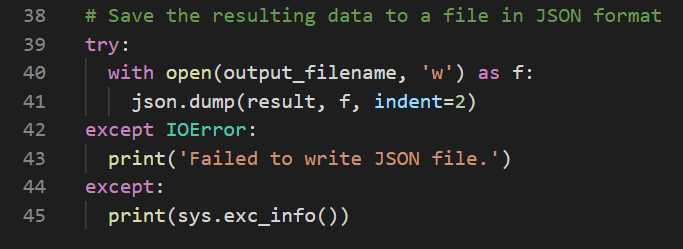 38 # Save the resulting data to a file in JSON format
39 try:
40   with open(output_filename, 'w') as f:
41     json.dump(result, f, indent=2)
42 except IOError:
43   print('Failed to write JSON file.')
44 except:
45   print(sys.exc_info())